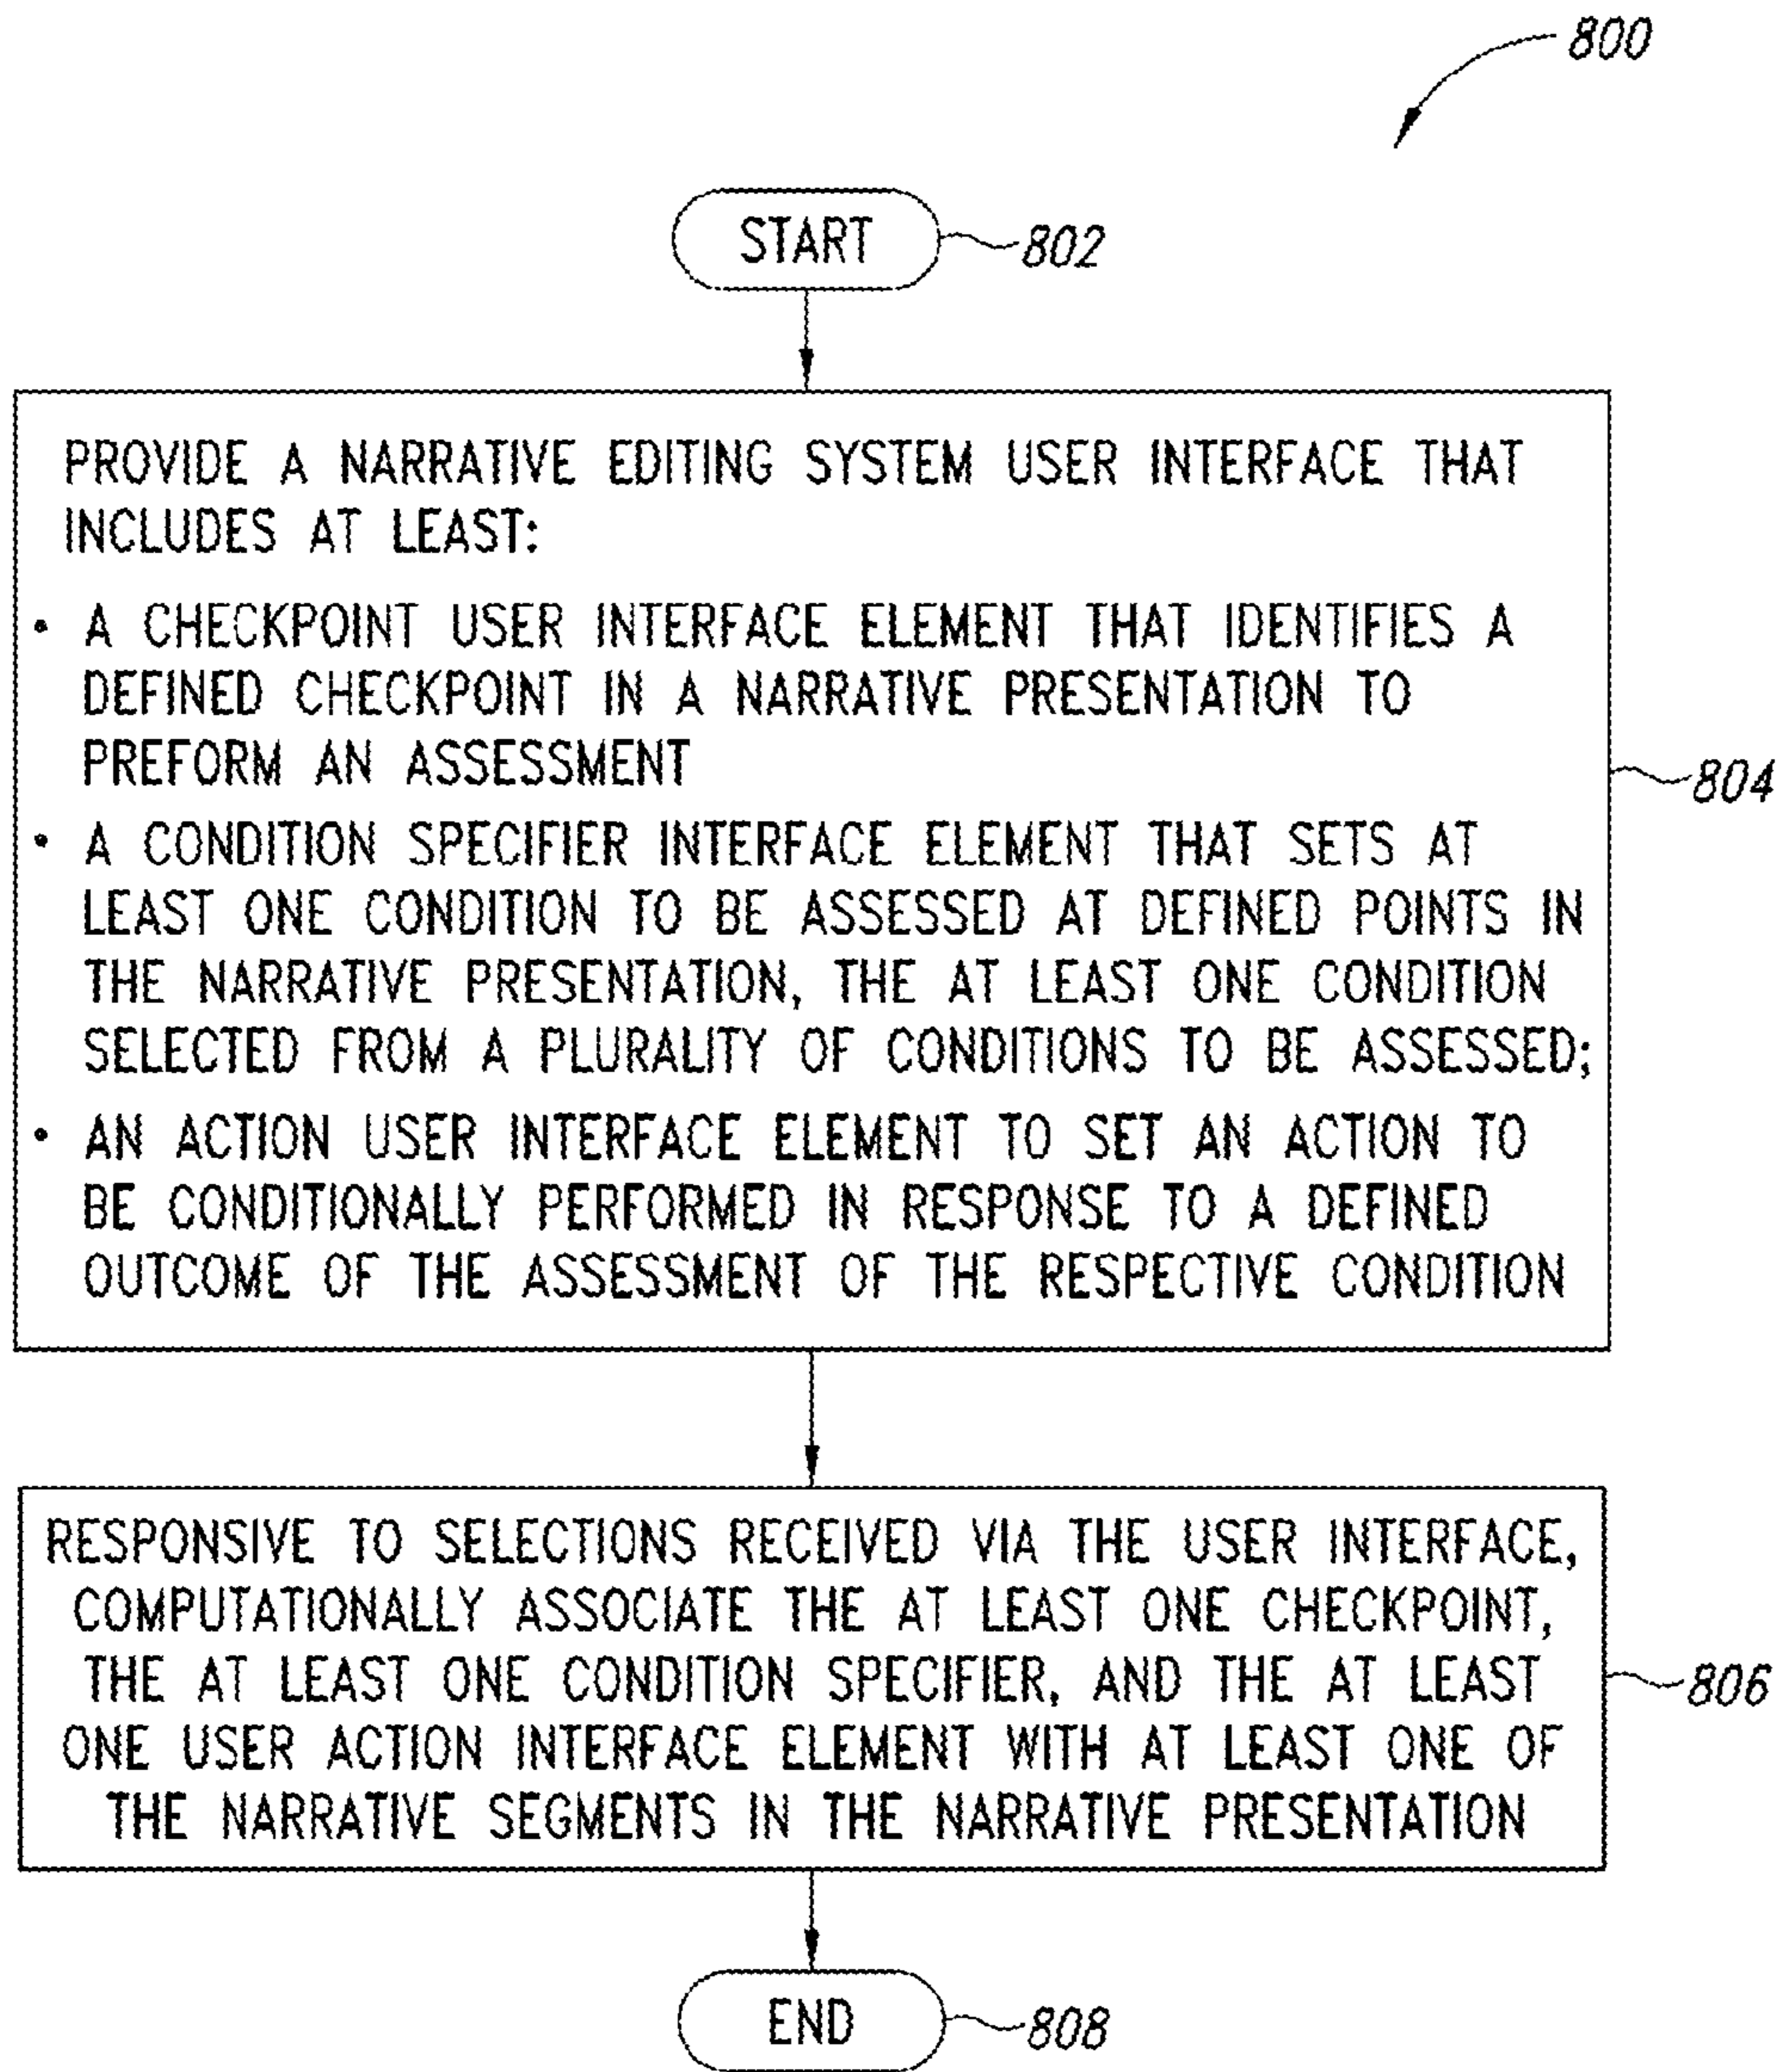 800
START
802
PROVIDE A NARRATIVE EDITING SYSTEM USER INTERFACE THAT
INCLUDES AT LEAST:
• A CHECKPOINT USER INTERFACE ELEMENT THAT IDENTIFIES A
DEFINED CHECKPOINT IN A NARRATIVE PRESENTATION TO
PREFORM AN ASSESSMENT
• A CONDITION SPECIFIER INTERFACE ELEMENT THAT SETS AT
LEAST ONE CONDITION TO BE ASSESSED AT DEFINED POINTS IN
THE NARRATIVE PRESENTATION, THE AT LEAST ONE CONDITION
SELECTED FROM A PLURALITY OF CONDITIONS TO BE ASSESSED;
• AN ACTION USER INTERFACE ELEMENT TO SET AN ACTION TO
BE CONDITIONALLY PERFORMED IN RESPONSE TO A DEFINED
OUTCOME OF THE ASSESSMENT OF THE RESPECTIVE CONDITION
804
RESPONSIVE TO SELECTIONS RECEIVED VIA THE USER INTERFACE,
COMPUTATIONALLY ASSOCIATE THE AT LEAST ONE CHECKPOINT,
THE AT LEAST ONE CONDITION SPECIFIER, AND THE AT LEAST
ONE USER ACTION INTERFACE ELEMENT WITH AT LEAST ONE OF
THE NARRATIVE SEGMENTS IN THE NARRATIVE PRESENTATION
806
END
808